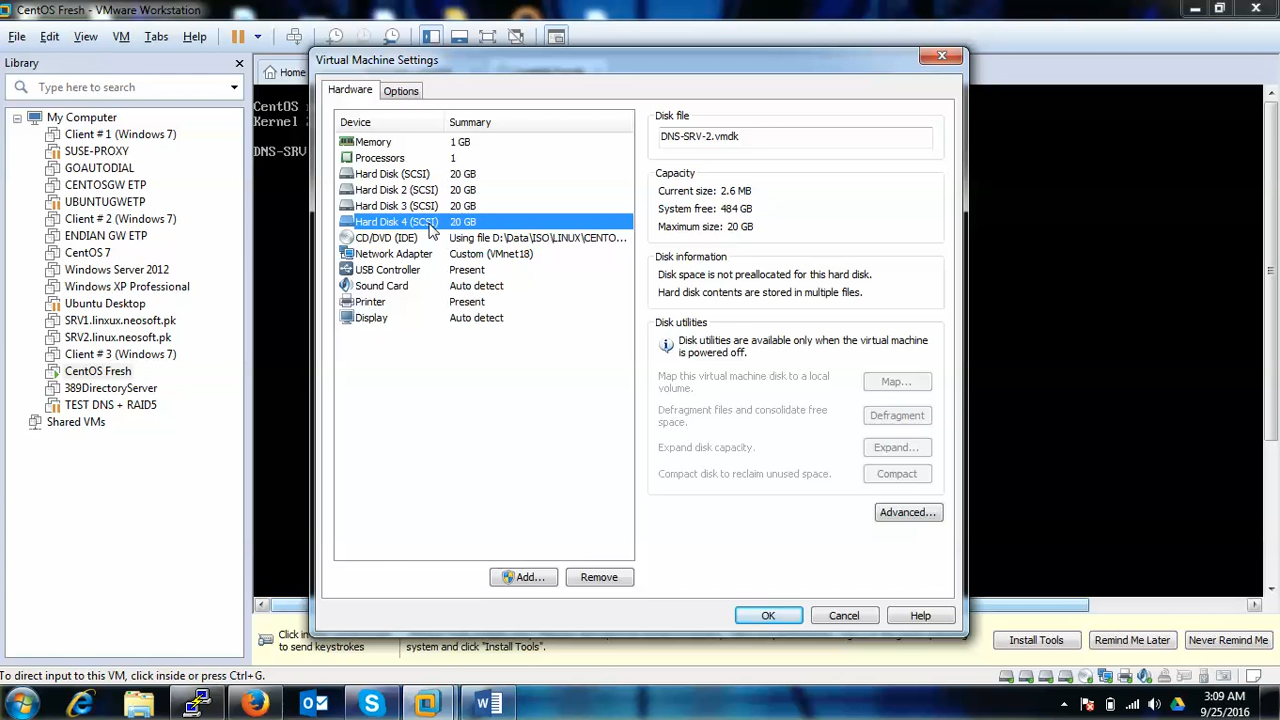 CentOS Fresh - VMware Workstation
File Edit View VM Tabs Help
Library
Type here to search
My Computer
Client # 1 (Windows 7)
SUSE-PROXY
GOAUTODIAL
CENTOSGW ETP
UBUNTUGWETP
Client # 2 (Windows 7)
ENDIAN GW ETP
CentOS 7
Windows Server 2012
Windows XP Professional
Ubuntu Desktop
SRV1.linxux.neosoft.pk
SRV2.linxux.neosoft.pk
Client # 3 (Windows 7)
CentOS Fresh
389DirectoryServer
TEST DNS + RAID5
Shared VMs
Home
CentOS
Kernel
DNS-SRV
Virtual Machine Settings
Hardware Options
Device Summary
Memory 1 GB
Processors 1
Hard Disk (SCSI) 20 GB
Hard Disk 2 (SCSI) 20 GB
Hard Disk 3 (SCSI) 20 GB
Hard Disk 4 (SCSI) 20 GB
CD/DVD (IDE) Using file D:\Data\ISO\LINUX\CENTO...
Network Adapter Custom (VMnet18)
USB Controller Present
Sound Card Auto detect
Printer Present
Display Auto detect
Add... Remove
Disk file
DNS-SRV-2.vmdk
Capacity
Current size: 2.6 MB
System free: 484 GB
Maximum size: 20 GB
Disk information
Disk space is not preallocated for this hard disk.
Hard disk contents are stored in multiple files.
Disk utilities
Disk utilities are available only when the virtual machine
is powered off.
Map this virtual machine disk to a local
volume.
Map...
Defragment files and consolidate free
space.
Defragment
Expand disk capacity. Expand...
Compact disk to reclaim unused space. Compact
Advanced...
OK Cancel Help
Click in
to send keystrokes
system and click "Install Tools".
Install Tools Remind Me Later Never Remind Me
To direct input to this VM, click inside or press Ctrl+G.
3:09 AM
9/25/2016